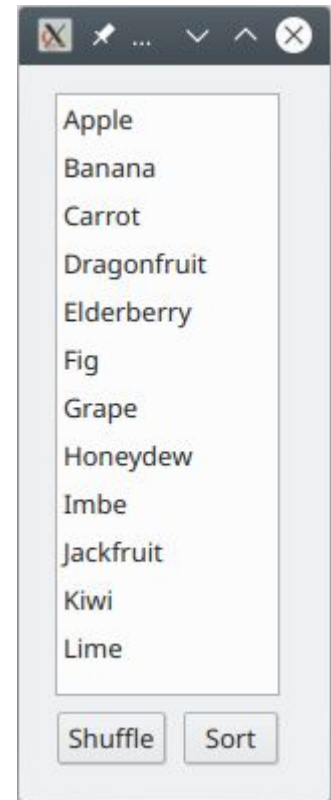 ...
Apple
Banana
Carrot
Dragonfruit
Elderberry
Fig
Grape
Honeydew
Imbe
Jackfruit
Kiwi
Lime
Shuffle Sort